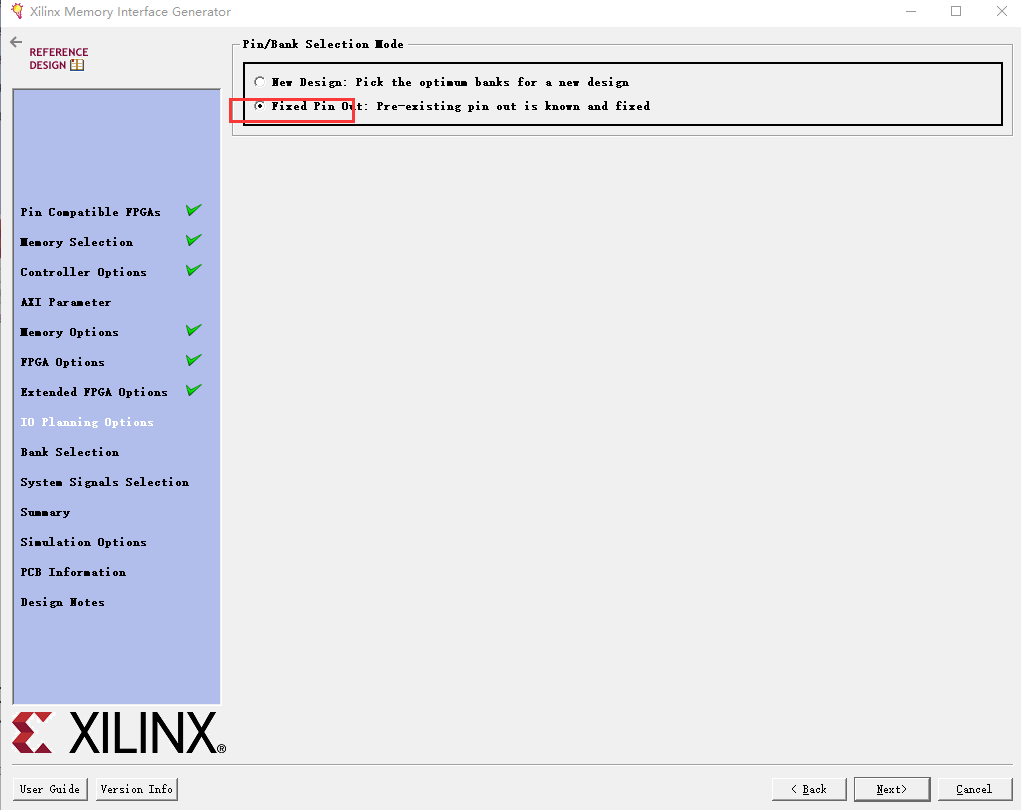 Xilinx Memory Interface Generator
REFERENCE
DESIGN
Pin/Bank Selection Mode
New Design: Pick the optimum banks for a new design
Fixed Pin Out: Pre-existing pin out is known and fixed
Pin Compatible FPGAs
Memory Selection
Controller Options
AXI Parameter
Memory Options
FPGA Options
Extended FPGA Options
IO Planning Options
Bank Selection
System Signals Selection
Summary
Simulation Options
PCB Information
Design Notes
XILINX®
User Guide
Version Info
< Back
Next>
Cancel